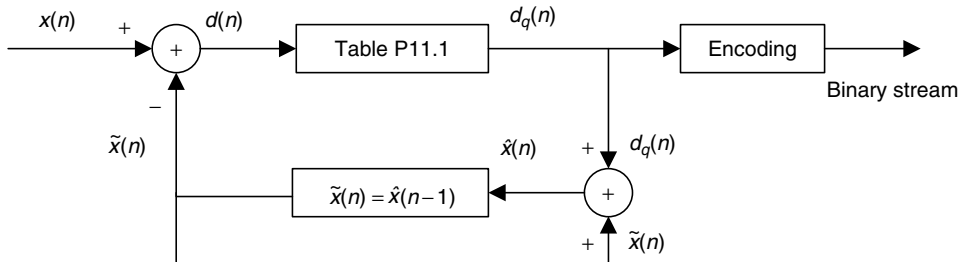 x(n)
+
+
d(n)
Table P11.1
d_q(n)
Encoding
Binary stream
−
x̃(n)
x̃(n) = x̂(n−1)
x̂(n)
+
d_q(n)
+
+
x̃(n)